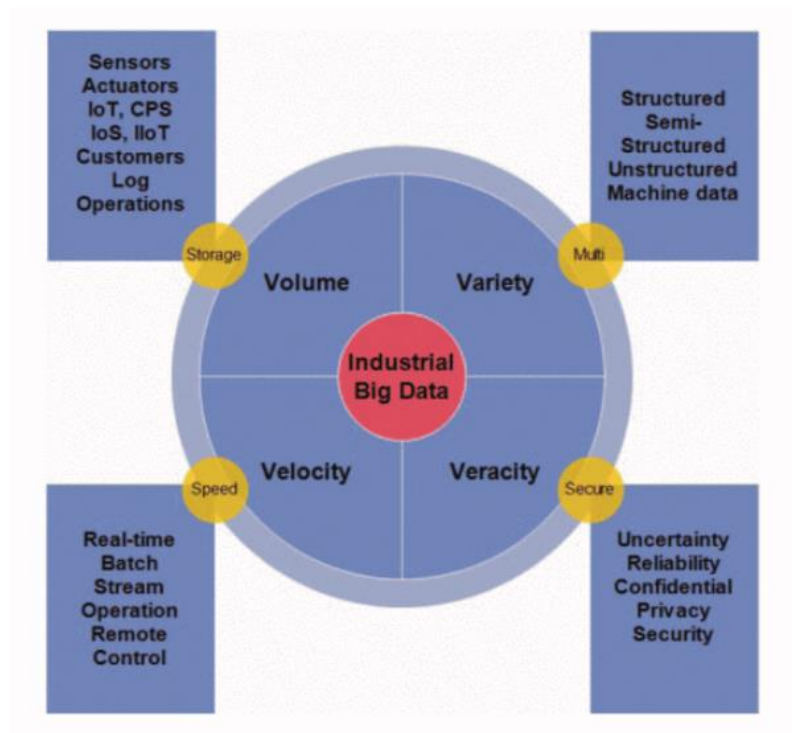 Sensors
Actuators
IoT, CPS
IoS, IIoT
Customers
Log
Operations
Structured
Semi-
Structured
Unstructured
Machine data
Storage
Multi
Volume
Variety
Industrial
Big Data
Velocity
Veracity
Speed
Secure
Real-time
Batch
Stream
Operation
Remote
Control
Uncertainty
Reliability
Confidential
Privacy
Security